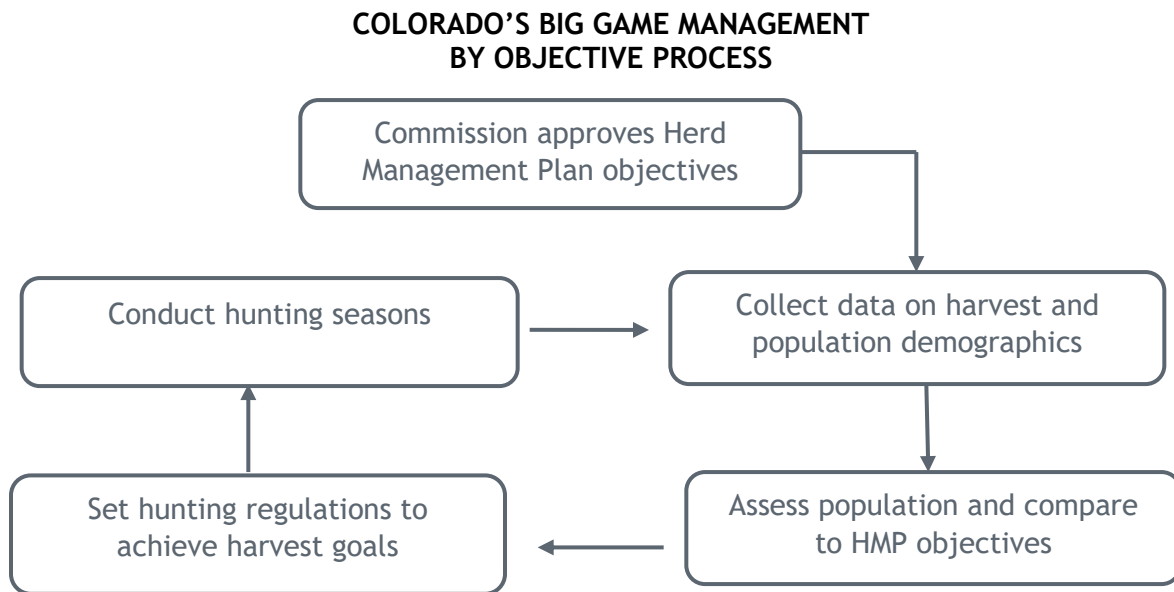 COLORADO’S BIG GAME MANAGEMENT
BY OBJECTIVE PROCESS
Commission approves Herd
Management Plan objectives
Conduct hunting seasons
Collect data on harvest and
population demographics
Set hunting regulations to
achieve harvest goals
Assess population and compare
to HMP objectives